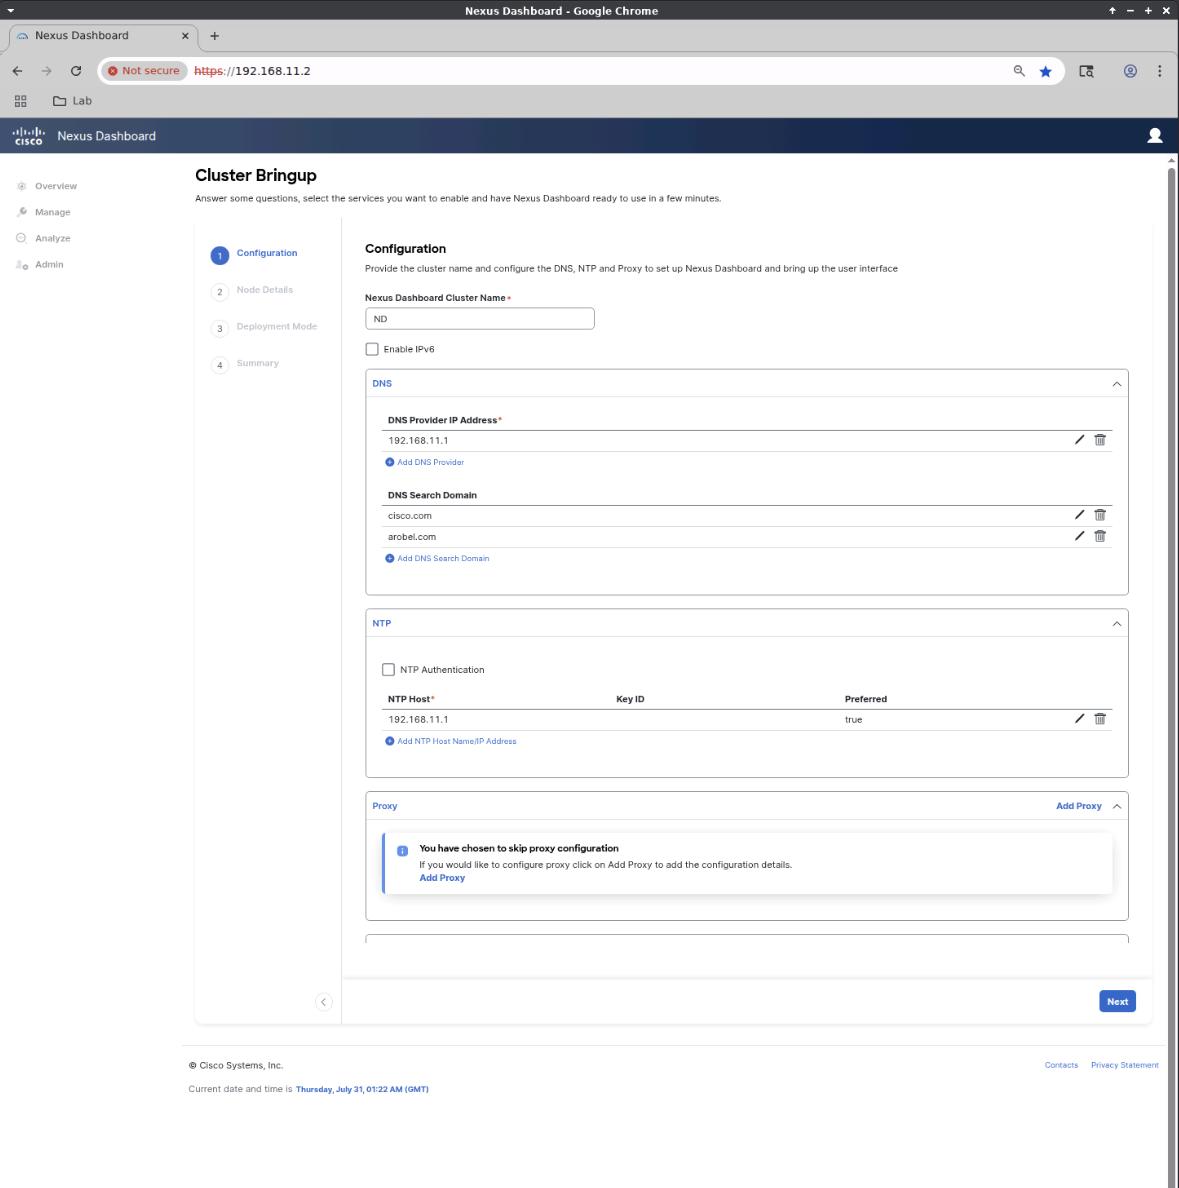 Nexus Dashboard - Google Chrome
Nexus Dashboard
Not secure https://192.168.11.2
Lab
cisco Nexus Dashboard
Overview
Manage
Analyze
Admin
Cluster Bringup
Answer some questions, select the services you want to enable and have Nexus Dashboard ready to use in a few minutes.
1 Configuration
2 Node Details
3 Deployment Mode
4 Summary
Configuration
Provide the cluster name and configure the DNS, NTP and Proxy to set up Nexus Dashboard and bring up the user interface
Nexus Dashboard Cluster Name*
ND
Enable IPv6
DNS
DNS Provider IP Address*
192.168.11.1
Add DNS Provider
DNS Search Domain
cisco.com
arobel.com
Add DNS Search Domain
NTP
NTP Authentication
NTP Host* Key ID Preferred
192.168.11.1 true
Add NTP Host Name/IP Address
Proxy Add Proxy
You have chosen to skip proxy configuration
If you would like to configure proxy click on Add Proxy to add the configuration details.
Add Proxy
Next
© Cisco Systems, Inc. Contacts Privacy Statement
Current date and time is Thursday, July 31, 01:22 AM (GMT)